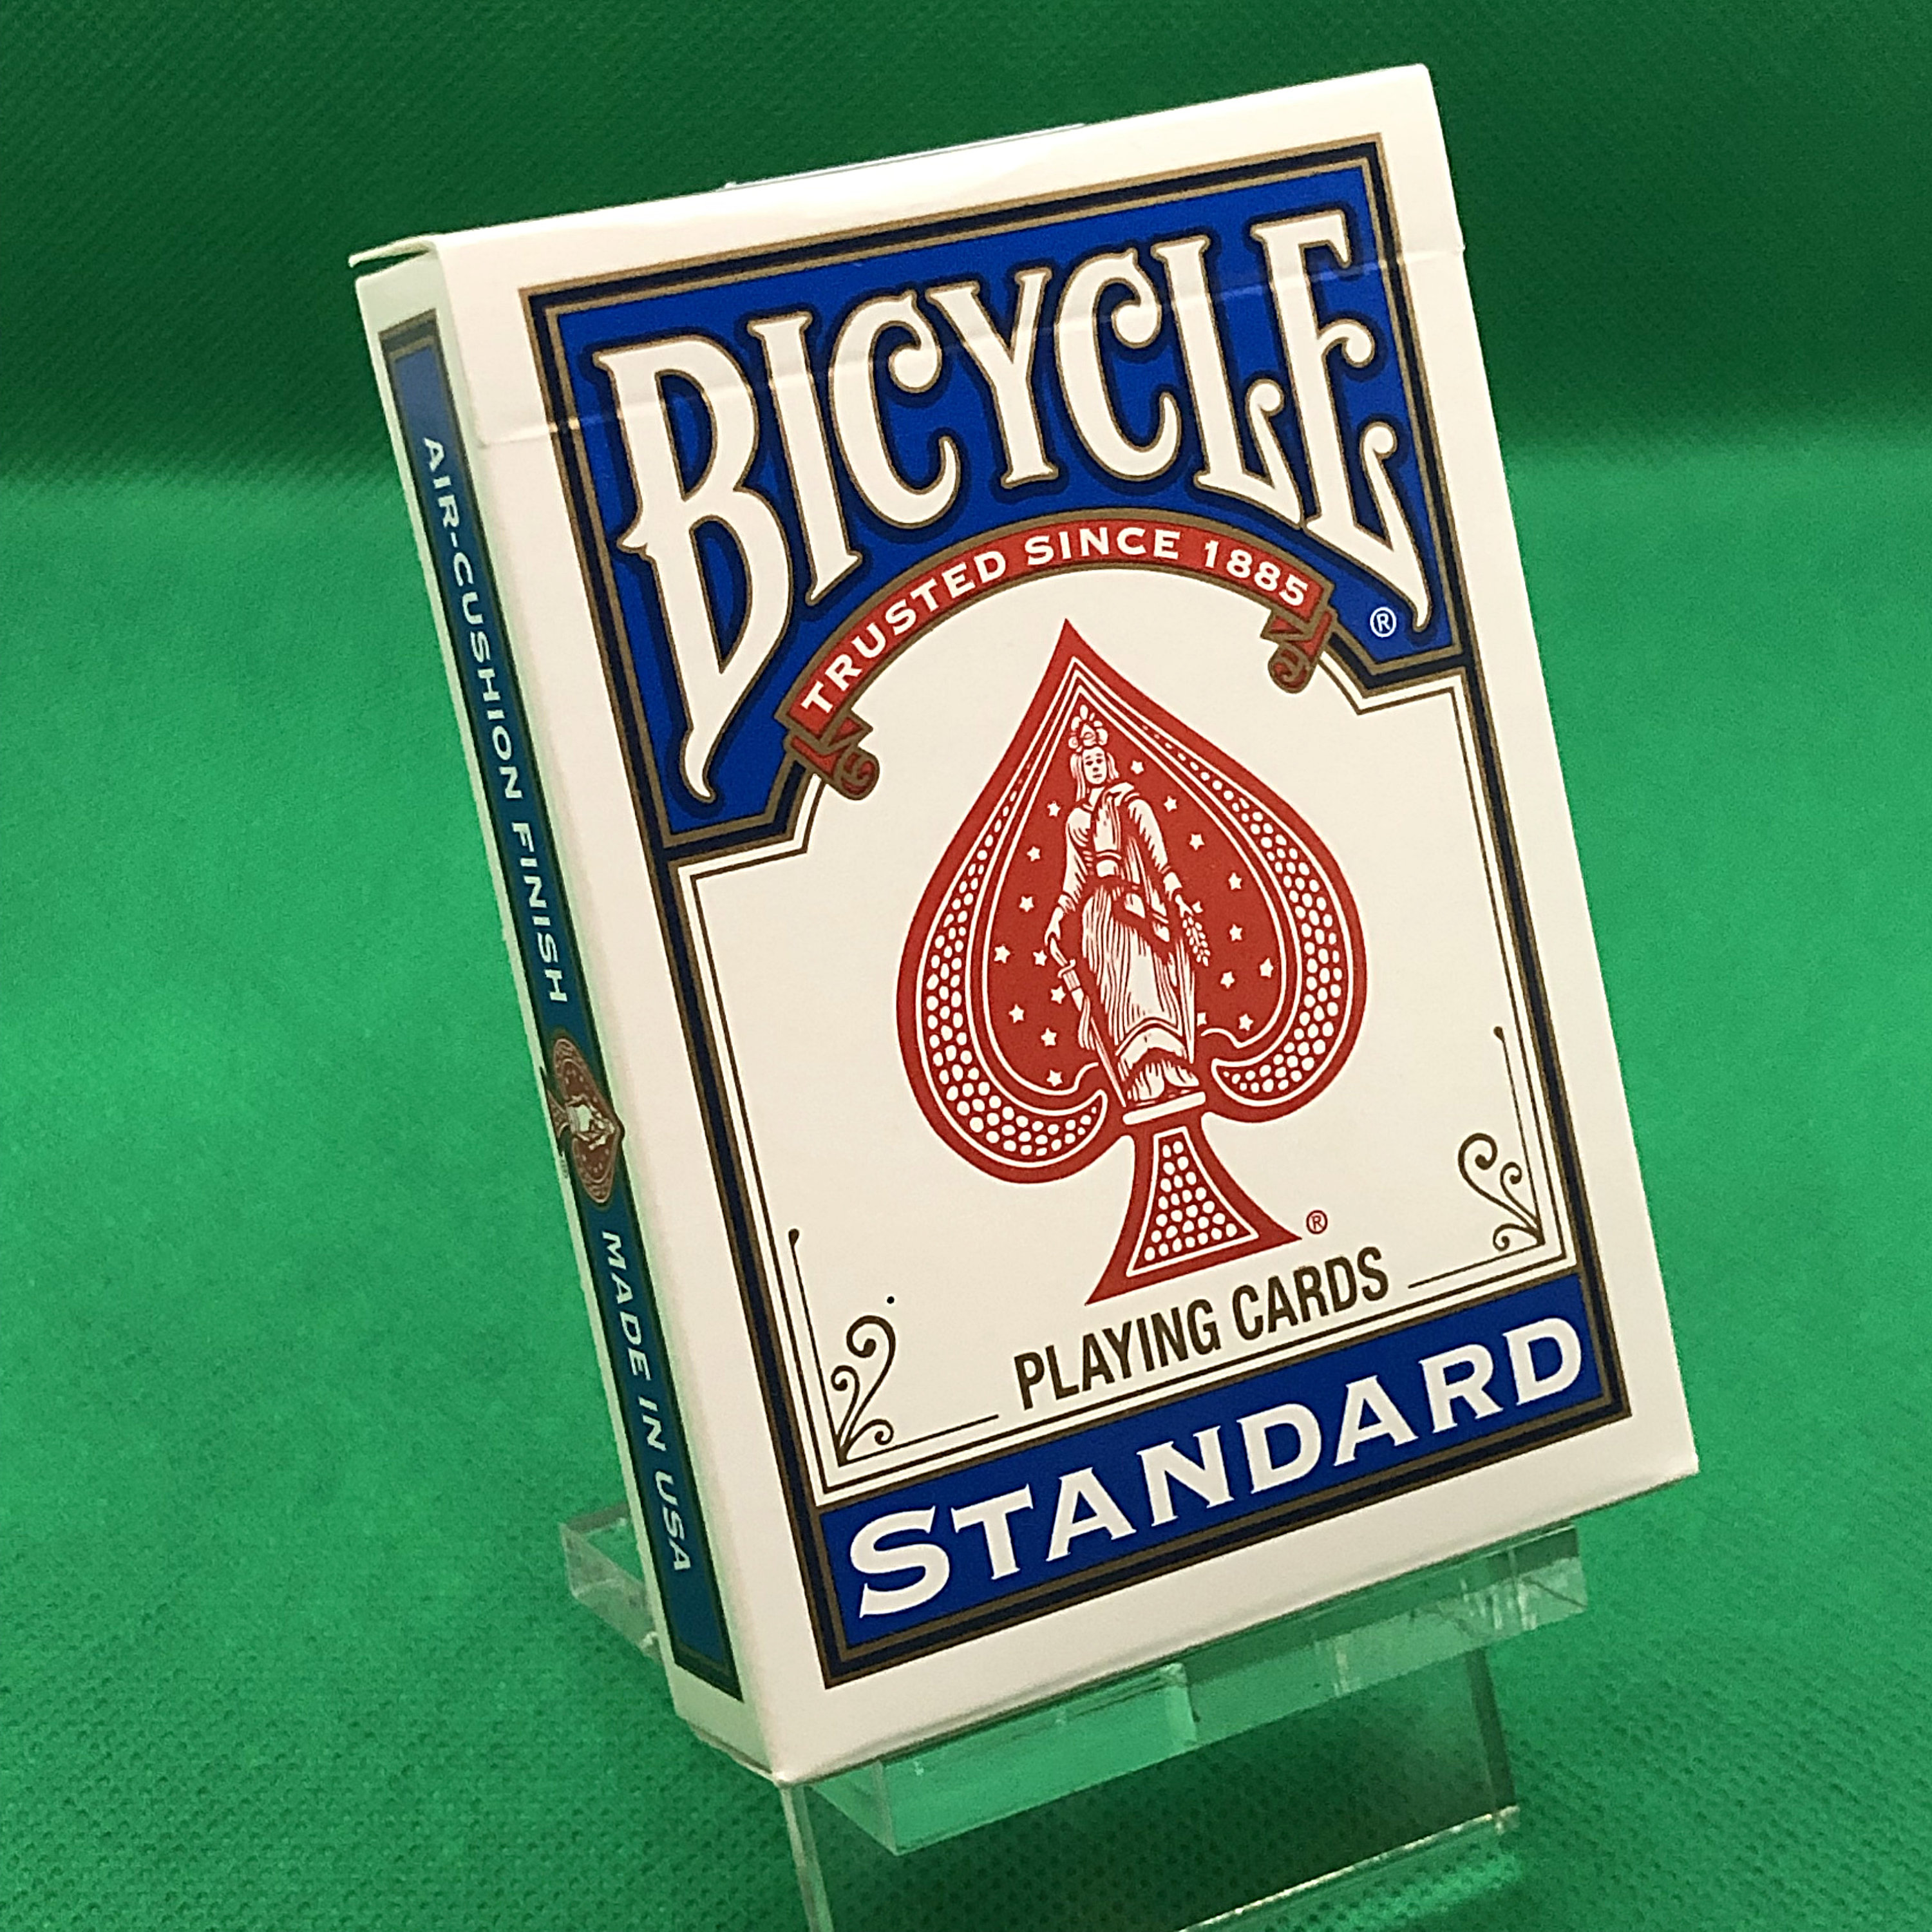 BICYCLE®
TRUSTED SINCE 1885
®
PLAYING CARDS
STANDARD
AIR-CUSHION FINISH
MADE IN USA